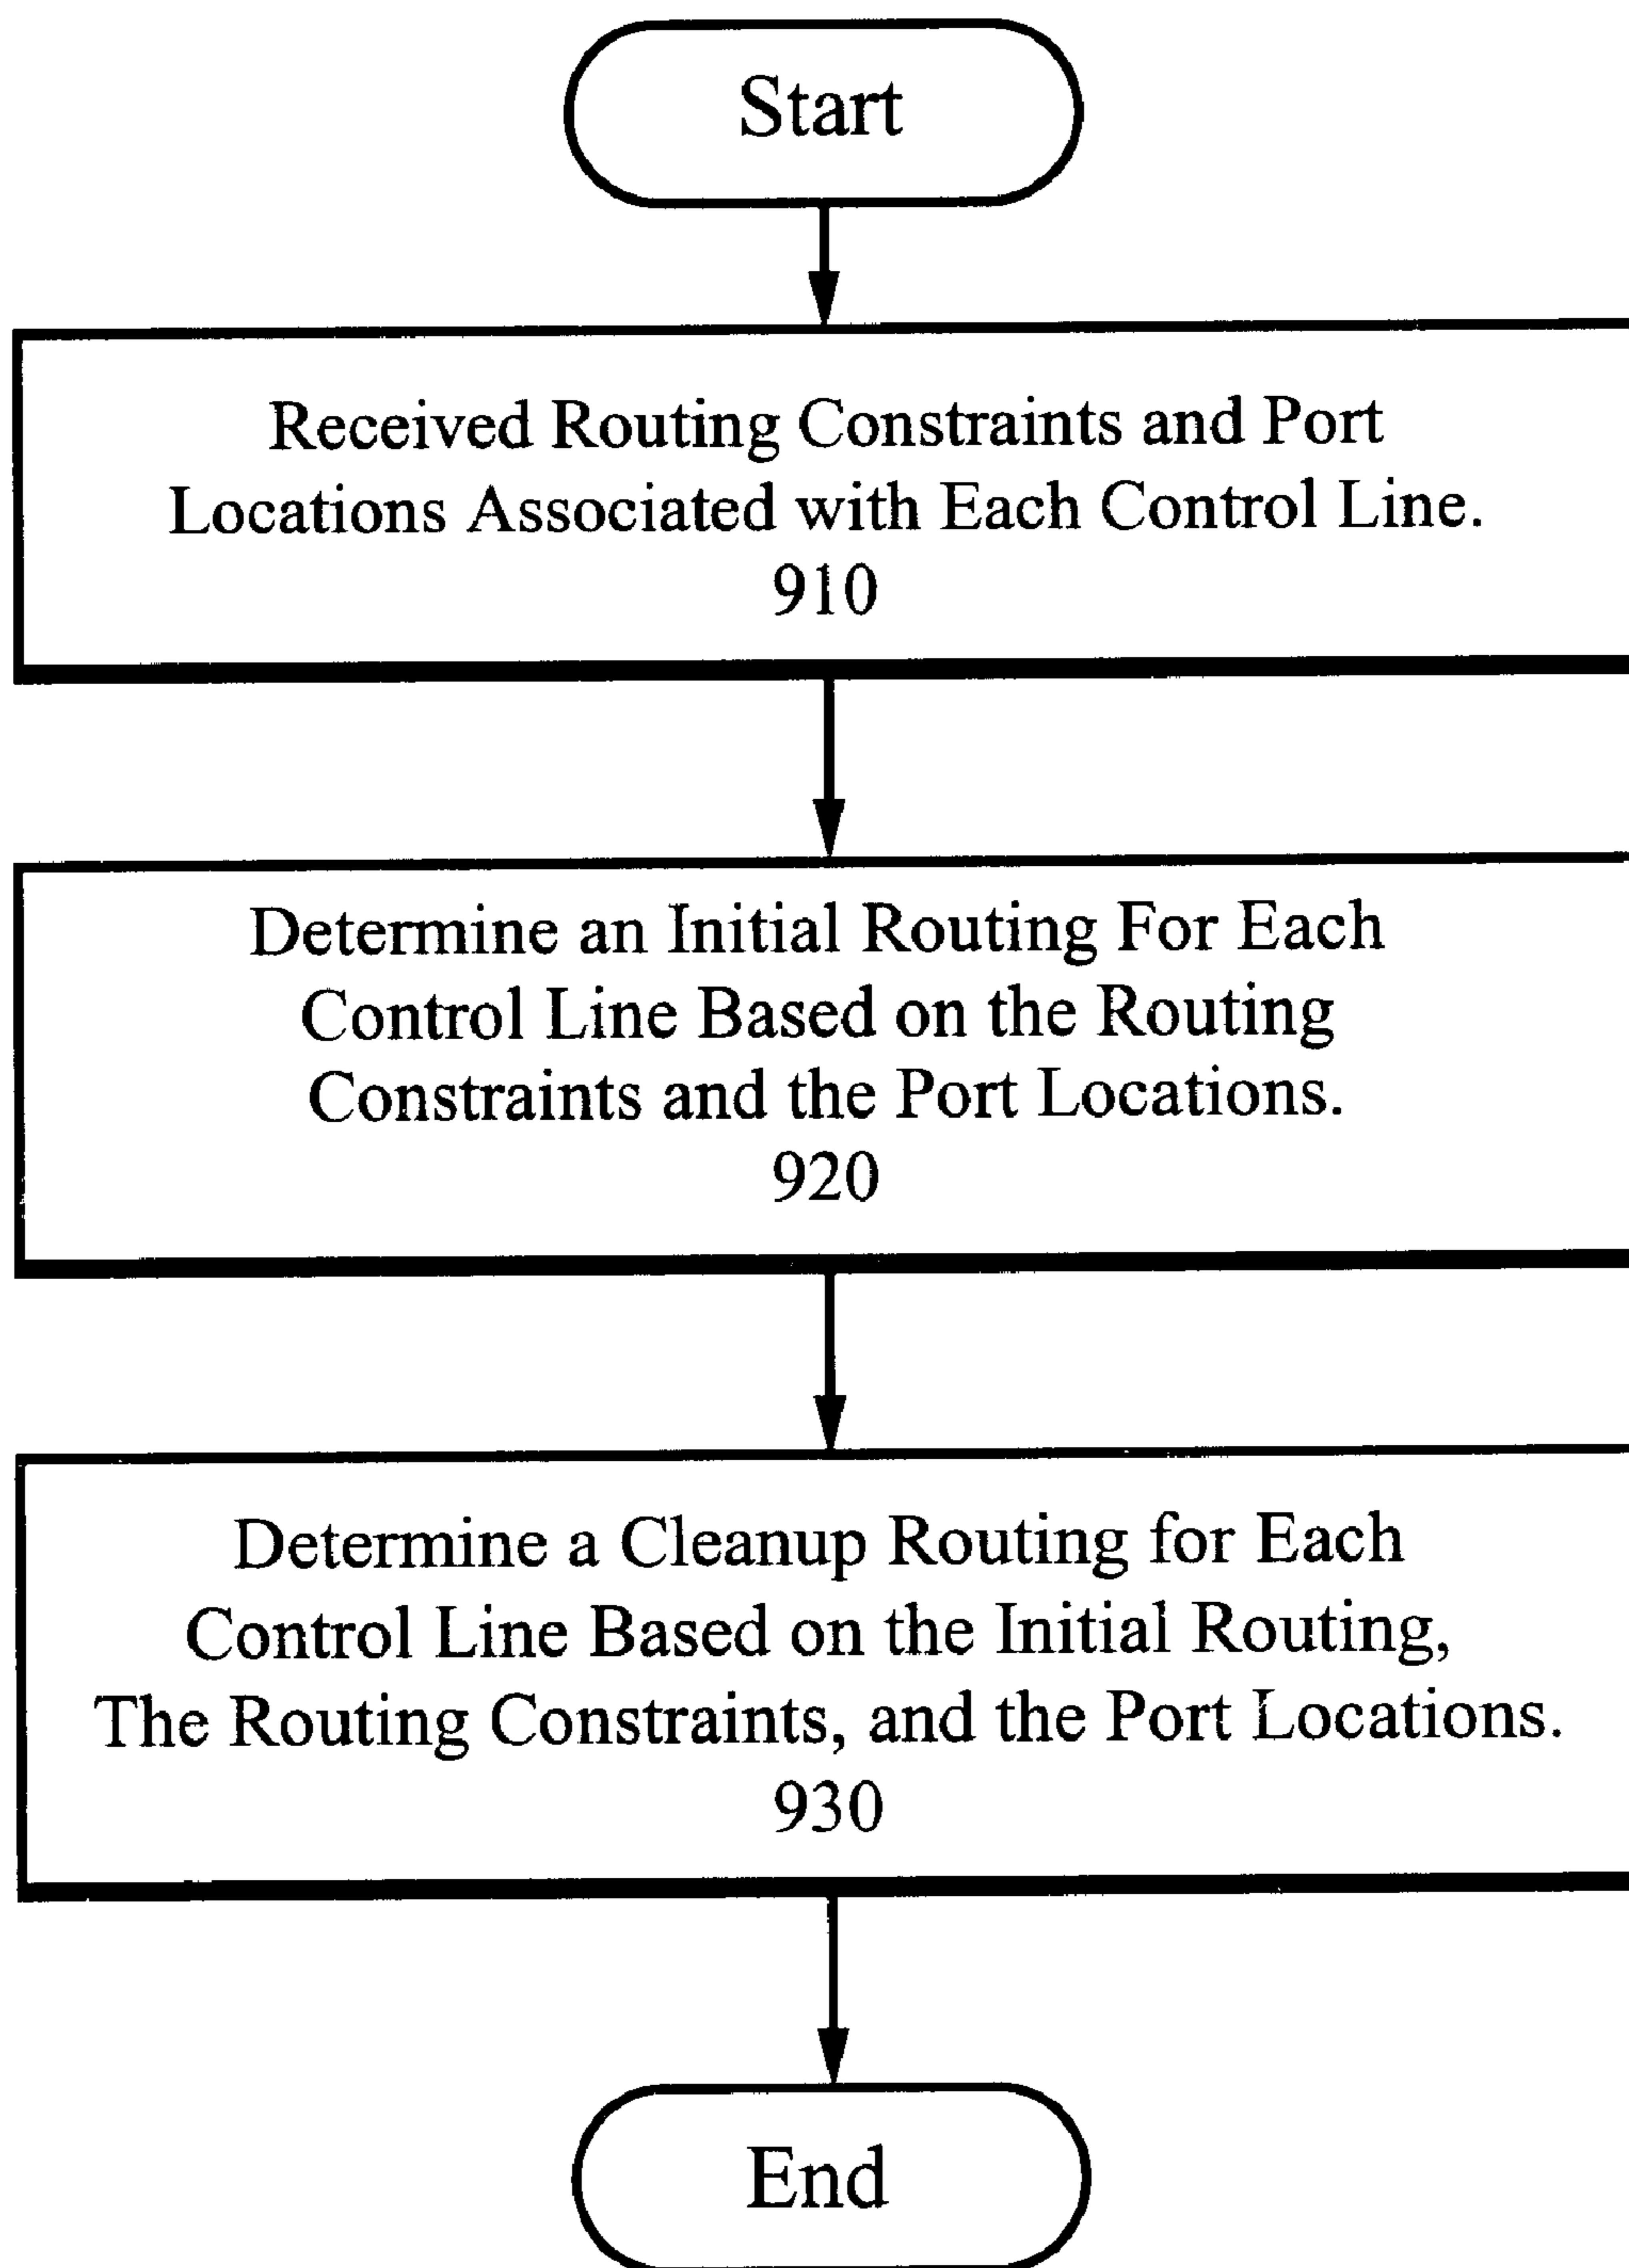 Start
Received Routing Constraints and Port
Locations Associated with Each Control Line.
910
Determine an Initial Routing For Each
Control Line Based on the Routing
Constraints and the Port Locations.
920
Determine a Cleanup Routing for Each
Control Line Based on the Initial Routing,
The Routing Constraints, and the Port Locations.
930
End